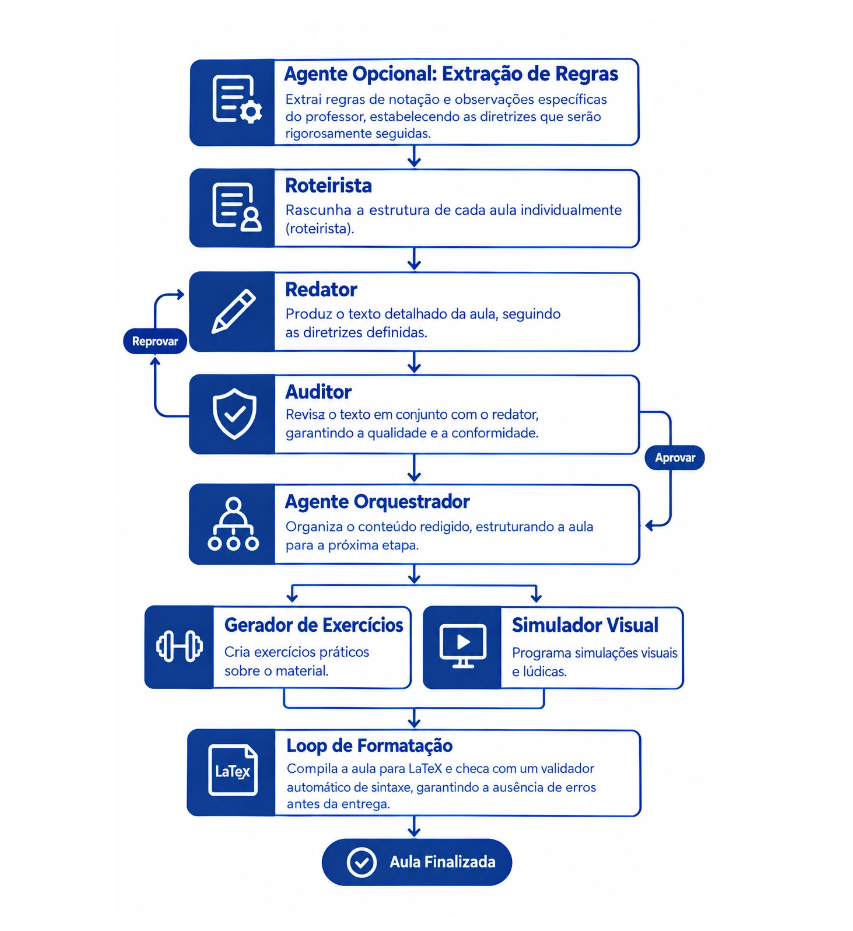 Agente Opcional: Extração de Regras
Extrai regras de notação e observações específicas
do professor, estabelecendo as diretrizes que serão
rigorosamente seguidas.
Roteirista
Rascunha a estrutura de cada aula individualmente
(roteirista).
Redator
Produz o texto detalhado da aula, seguindo
as diretrizes definidas.
Reprovar
Auditor
Revisa o texto em conjunto com o redator,
garantindo a qualidade e a conformidade.
Aprovar
Agente Orquestrador
Organiza o conteúdo redigido, estruturando a aula
para a próxima etapa.
Gerador de Exercícios
Cria exercícios práticos
sobre o material.
Simulador Visual
Programa simulações visuais
e lúdicas.
LaTex
Loop de Formatação
Compila a aula para LaTeX e checa com um validador
automático de sintaxe, garantindo a ausência de erros
antes da entrega.
Aula Finalizada